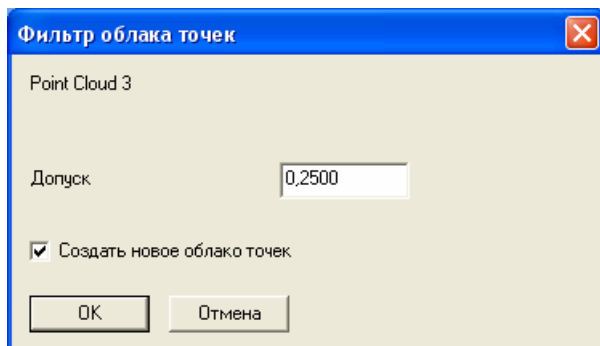 Фильтр облака точек
Point Cloud 3
Допуск 0,2500
Создать новое облако точек
OK Отмена